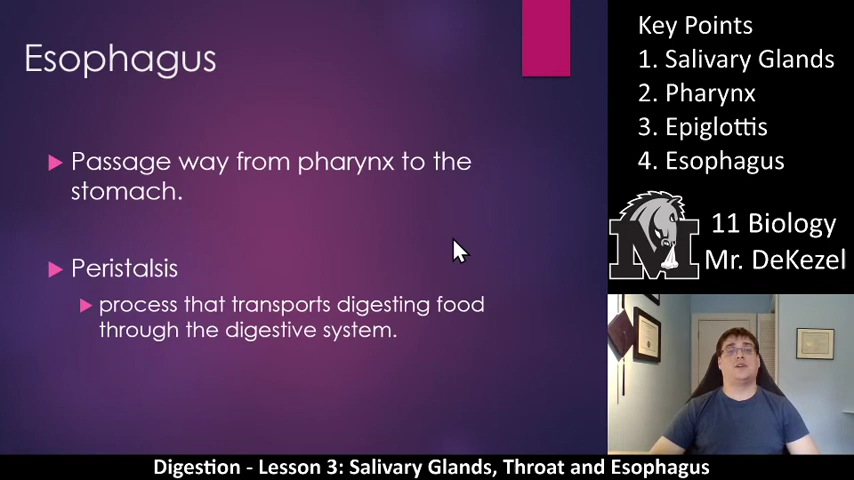 Esophagus
Passage way from pharynx to the
stomach.
Peristalsis
process that transports digesting food
through the digestive system.
Key Points
1. Salivary Glands
2. Pharynx
3. Epiglottis
4. Esophagus
M
11 Biology
Mr. DeKezel
Digestion - Lesson 3: Salivary Glands, Throat and Esophagus